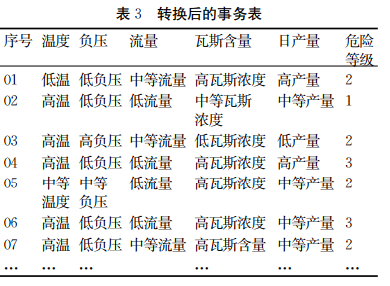 表 3 转换后的事务表
序号 温度 负压 流量 瓦斯含量 日产量 危险
等级
01 低温 低负压 中等流量 高瓦斯浓度 高产量 2
02 高温 低负压 低流量 中等瓦斯 中等产量 1
浓度
03 高温 高负压 中等流量 低瓦斯浓度 低产量 2
04 高温 低负压 低流量 高瓦斯浓度 高产量 3
05 中等 中等 低流量 高瓦斯浓度 中等产量 2
温度 负压
06 高温 低负压 低流量 高瓦斯浓度 中等产量 3
07 高温 低负压 中等流量 高瓦斯含量 中等产量 2
… … … … … … …